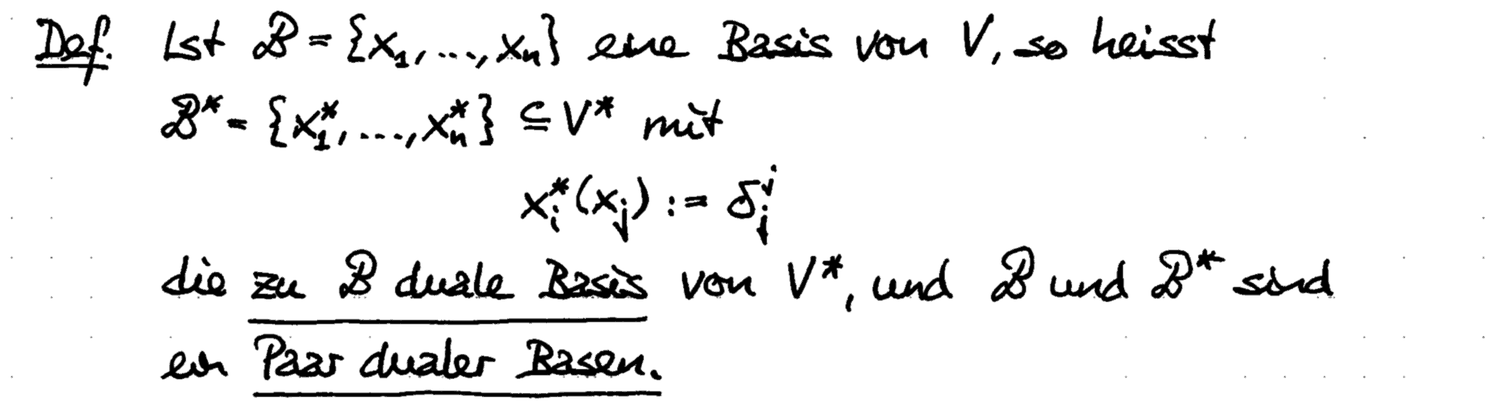 Def. Ist ℬ = {x₁, ..., xₙ} eine Basis von V, so heisst
ℬ* = {x₁*, ..., xₙ*} ⊆ V* mit
xᵢ*(xⱼ) := δⱼⁱ
die zu ℬ duale Basis von V*, und ℬ und ℬ* sind
ein Paar dualer Basen.